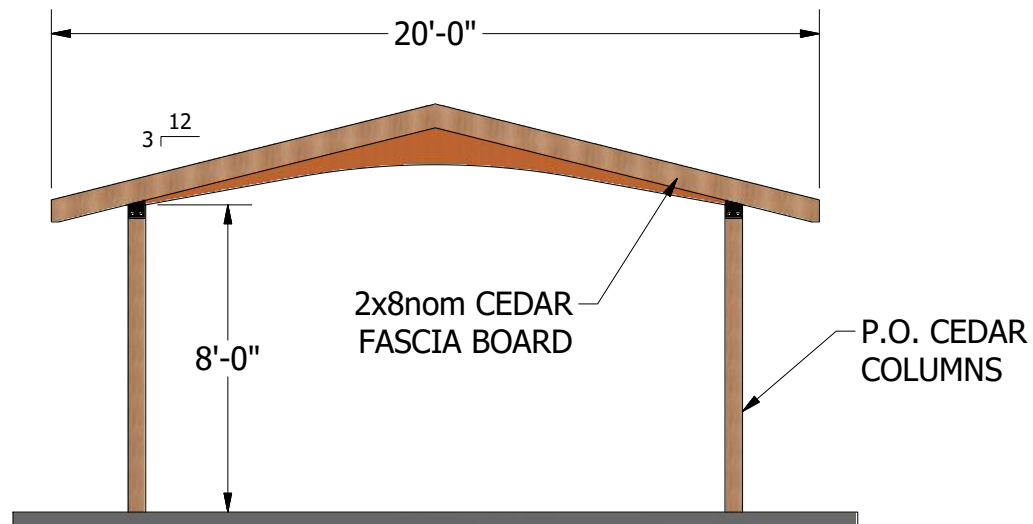 20'-0"
12
3
2x8nom CEDAR
FASCIA BOARD
8'-0"
P.O. CEDAR
COLUMNS